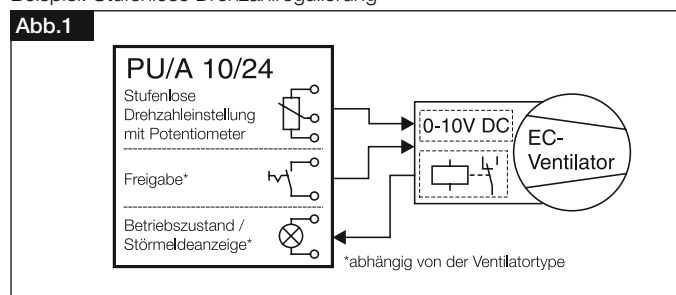 Beispiel: Stufenlose Drehzahlregulierung
Abb.1
PU/A 10/24
Stufenlose
Drehzahleinstellung
mit Potentiometer
Freigabe*
Betriebszustand /
Störmeldeanzeige*
0-10V DC
EC-
Ventilator
*abhängig von der Ventilatortype